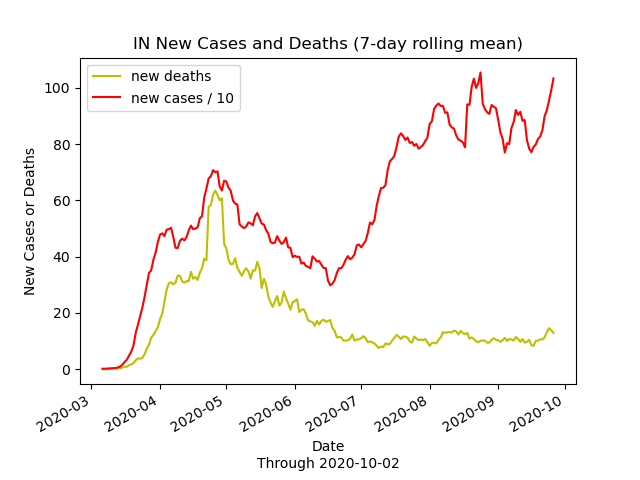 IN New Cases and Deaths (7-day rolling mean)
new deaths
new cases / 10
New Cases or Deaths
100
80
60
40
20
0
2020-03
2020-04
2020-05
2020-06
2020-07
2020-08
2020-09
2020-10
Date
Through 2020-10-02